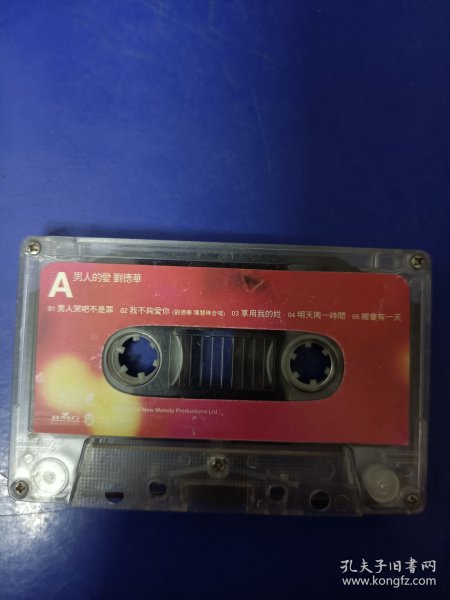 A 男人的愛 劉德華
01 男人哭吧不是罪 02 我不夠愛你 (劉德華 陳慧琳合唱) 03 享用我的姓 04 明天同一時間 05 總會有一天
BMG New Melody Productions Ltd.
孔夫子旧书网
www.kongfz.com